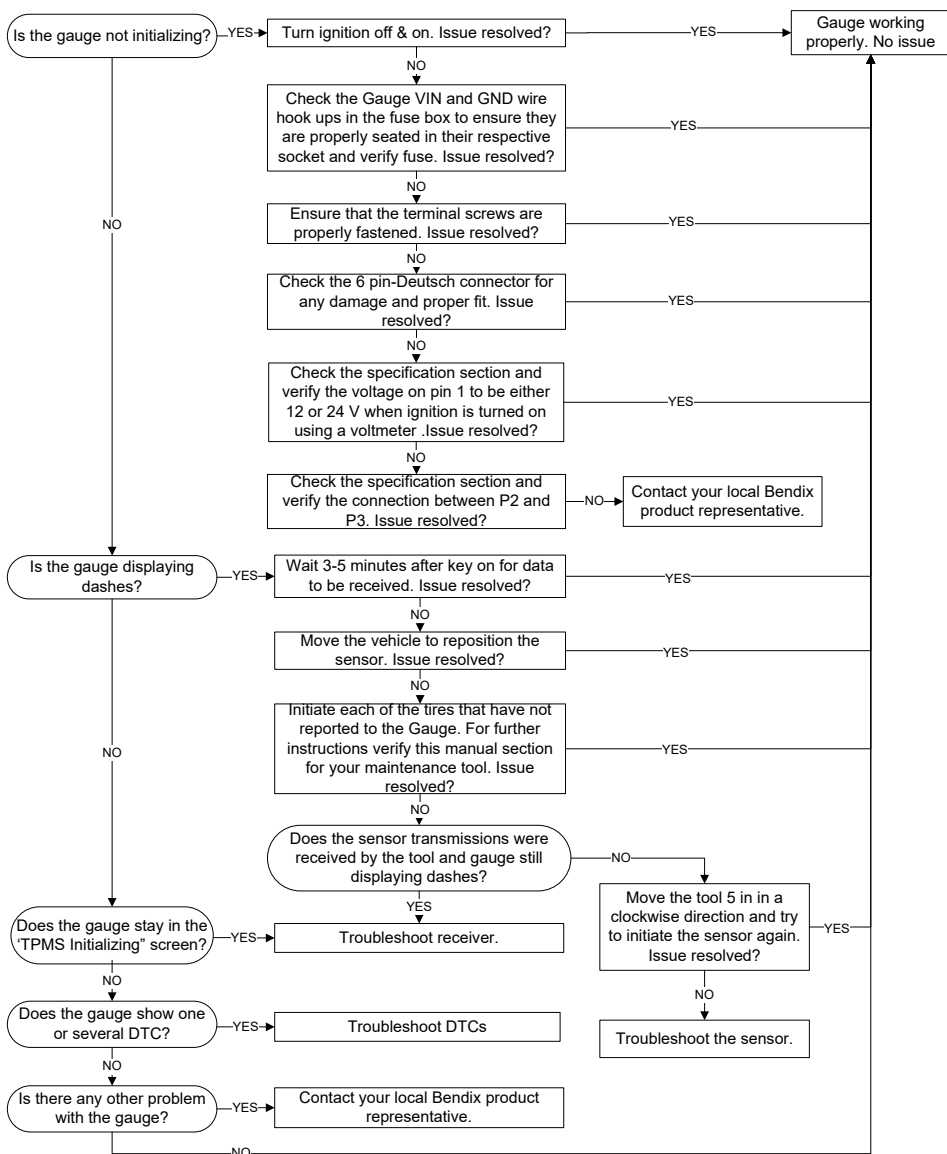 Is the gauge not initializing?
YES
Turn ignition off & on. Issue resolved?
YES
Gauge working
properly. No issue
NO
Check the Gauge VIN and GND wire
hook ups in the fuse box to ensure they
are properly seated in their respective
socket and verify fuse. Issue resolved?
YES
NO
NO
Ensure that the terminal screws are
properly fastened. Issue resolved?
YES
NO
Check the 6 pin-Deutsch connector for
any damage and proper fit. Issue
resolved?
YES
NO
Check the specification section and
verify the voltage on pin 1 to be either
12 or 24 V when ignition is turned on
using a voltmeter .Issue resolved?
YES
NO
Check the specification section and
verify the connection between P2 and
P3. Issue resolved?
NO
Contact your local Bendix
product representative.
Is the gauge displaying
dashes?
YES
Wait 3-5 minutes after key on for data
to be received. Issue resolved?
YES
NO
Move the vehicle to reposition the
sensor. Issue resolved?
YES
NO
Initiate each of the tires that have not
reported to the Gauge. For further
instructions verify this manual section
for your maintenance tool. Issue
resolved?
YES
NO
NO
Does the sensor transmissions were
received by the tool and gauge still
displaying dashes?
NO
YES
Move the tool 5 in in a
clockwise direction and try
to initiate the sensor again.
Issue resolved?
YES
Does the gauge stay in the
‘TPMS Initializing” screen?
YES
Troubleshoot receiver.
NO
NO
Troubleshoot the sensor.
Does the gauge show one
or several DTC?
YES
Troubleshoot DTCs
NO
Is there any other problem
with the gauge?
YES
Contact your local Bendix product
representative.
NO